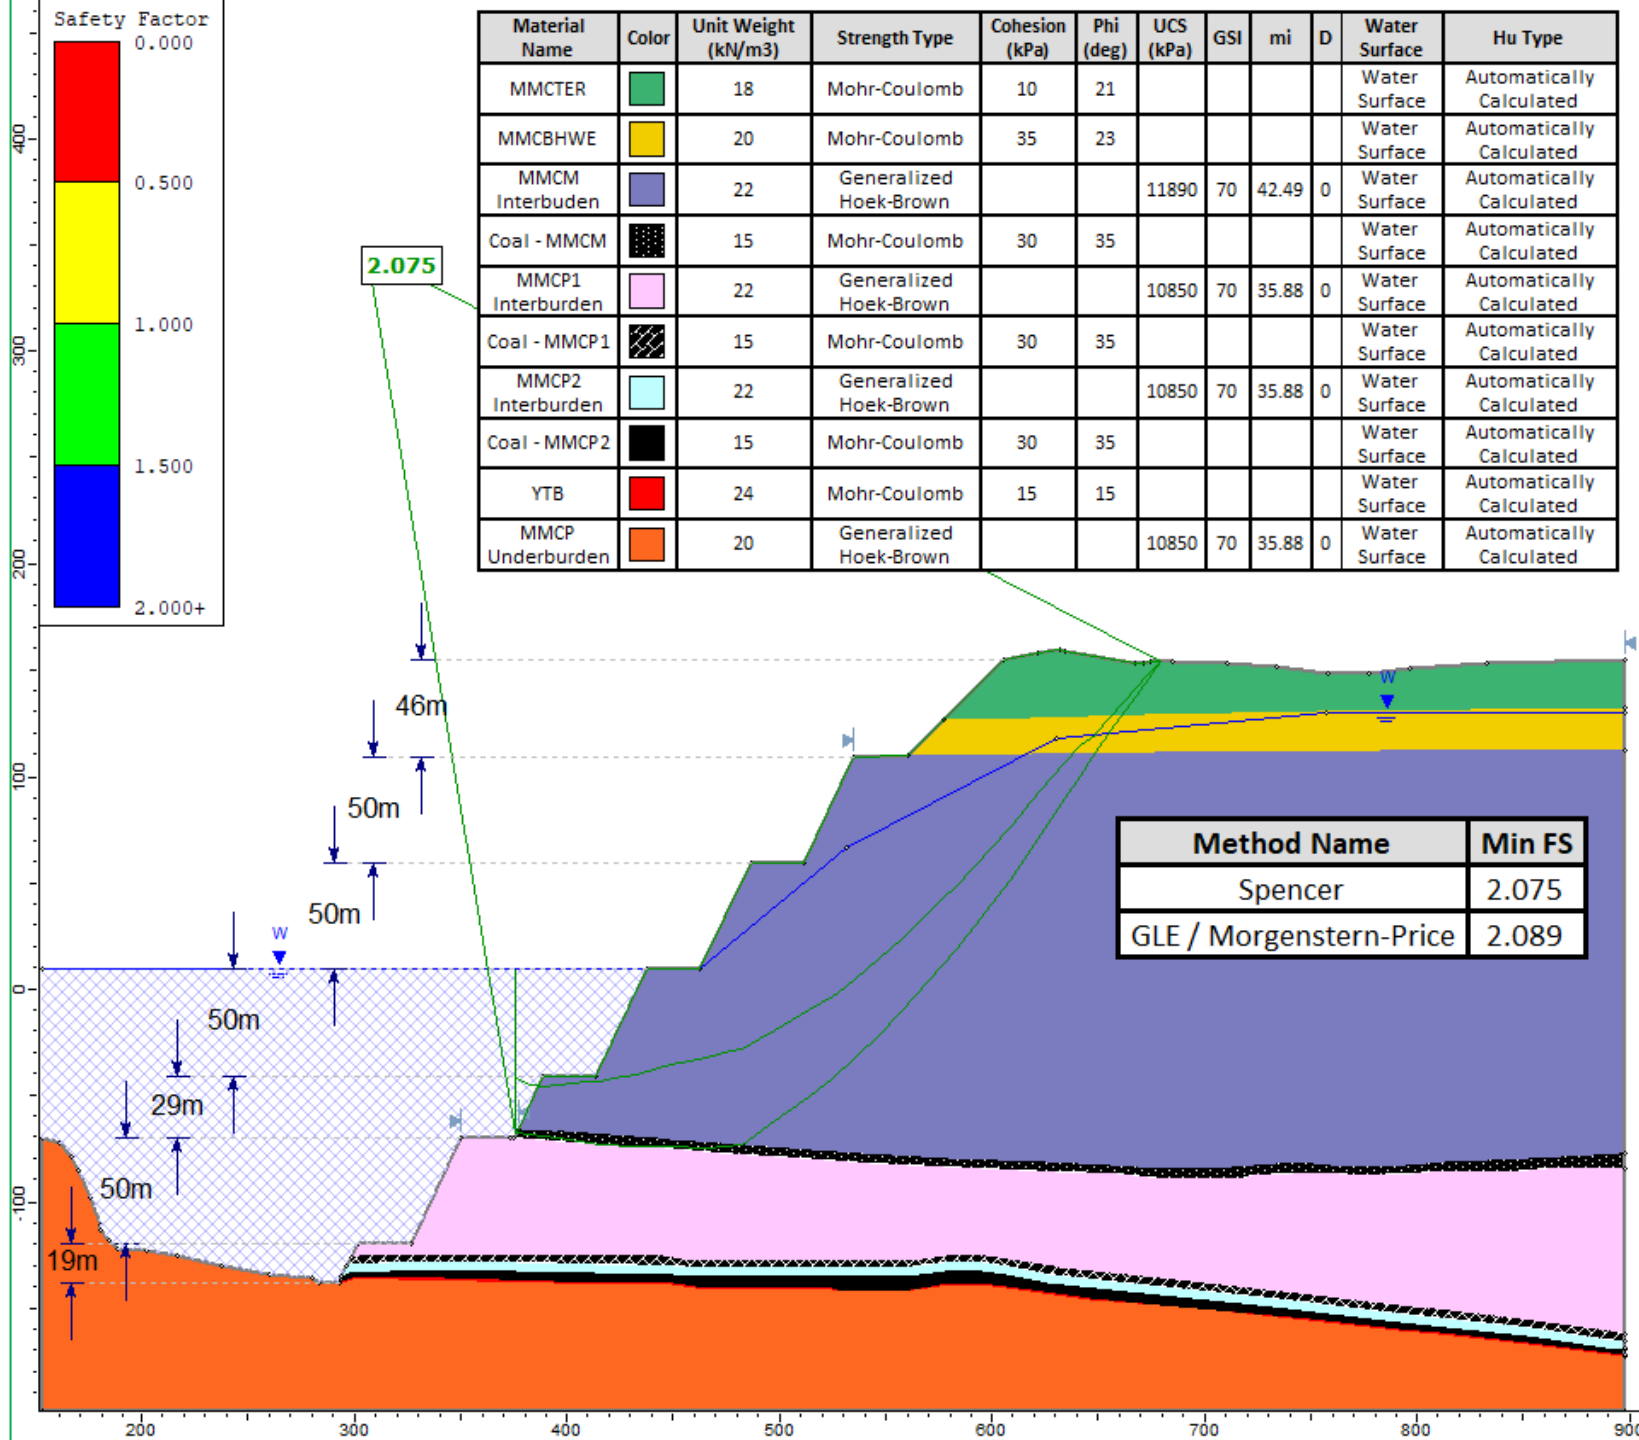 Safety Factor
0.000
0.500
1.000
1.500
2.000+
Material Name Color Unit Weight (kN/m3) Strength Type Cohesion (kPa) Phi (deg) UCS (kPa) GSI mi D Water Surface Hu Type
MMCTER 18 Mohr-Coulomb 10 21 Water Surface Automatically Calculated
MMCBHWE 20 Mohr-Coulomb 35 23 Water Surface Automatically Calculated
MMCM Interbuden 22 Generalized Hoek-Brown 11890 70 42.49 0 Water Surface Automatically Calculated
Coal - MMCM 15 Mohr-Coulomb 30 35 Water Surface Automatically Calculated
MMCP1 Interburden 22 Generalized Hoek-Brown 10850 70 35.88 0 Water Surface Automatically Calculated
Coal - MMCP1 15 Mohr-Coulomb 30 35 Water Surface Automatically Calculated
MMCP2 Interburden 22 Generalized Hoek-Brown 10850 70 35.88 0 Water Surface Automatically Calculated
Coal - MMCP2 15 Mohr-Coulomb 30 35 Water Surface Automatically Calculated
YTB 24 Mohr-Coulomb 15 15 Water Surface Automatically Calculated
MMCP Underburden 20 Generalized Hoek-Brown 10850 70 35.88 0 Water Surface Automatically Calculated
2.075
46m
50m
50m
50m
29m
50m
19m
W
W
Method Name Min FS
Spencer 2.075
GLE / Morgenstern-Price 2.089
400
300
200
100
0
-100
200 300 400 500 600 700 800 900